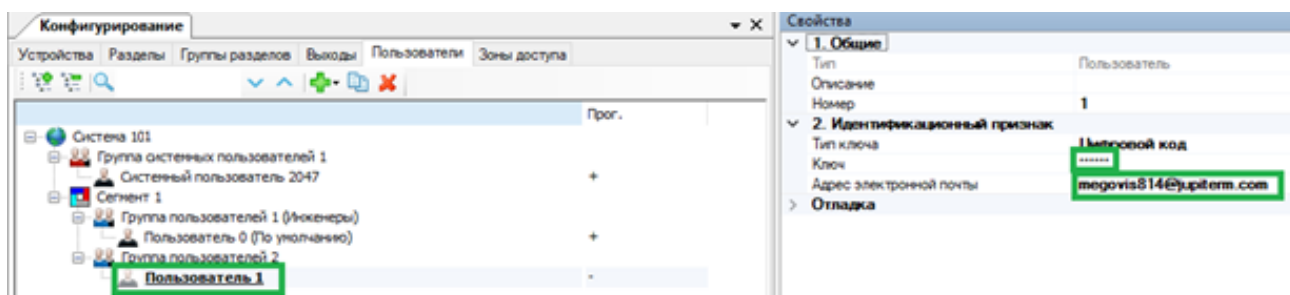 Конфигурирование
Устройства Разделы Группы разделов Выходы Пользователи Зоны доступа
Прог.
Система 101
Группа системных пользователей 1
Системный пользователь 2047 +
Сегмент 1
Группа пользователей 1 (Инженеры)
Пользователь 0 (По умолчанию) +
Группа пользователей 2
Пользователь 1 -
Свойства
1. Общие
Тип Пользователь
Описание
Номер 1
2. Идентификационный признак
Тип ключа Цифровой код
Ключ ••••••
Адрес электронной почты megovis814@jupiterm.com
Отладка